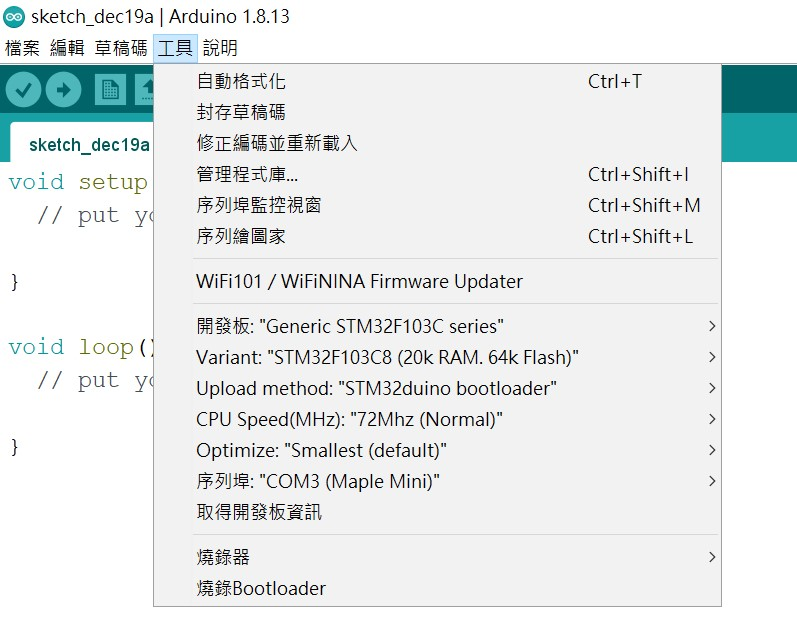 sketch_dec19a | Arduino 1.8.13
檔案 編輯 草稿碼 工具 說明
sketch_dec19a
自動格式化 Ctrl+T
封存草稿碼
修正編碼並重新載入
管理程式庫... Ctrl+Shift+I
序列埠監控視窗 Ctrl+Shift+M
序列繪圖家 Ctrl+Shift+L
WiFi101 / WiFiNINA Firmware Updater
開發板: "Generic STM32F103C series"
Variant: "STM32F103C8 (20k RAM. 64k Flash)"
Upload method: "STM32duino bootloader"
CPU Speed(MHz): "72Mhz (Normal)"
Optimize: "Smallest (default)"
序列埠: "COM3 (Maple Mini)"
取得開發板資訊
燒錄器
燒錄Bootloader
void setup
// put yo
}
void loop()
// put yo
}